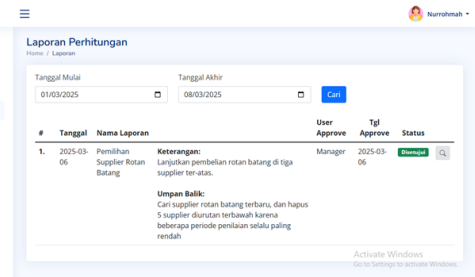 Nurrohmah
Laporan Perhitungan
Home / Laporan
Tanggal Mulai
Tanggal Akhir
01/03/2025
08/03/2025
Cari
# Tanggal Nama Laporan User Approve Tgl Approve Status
1. 2025-03-06 Pemilihan Supplier Rotan Batang
Keterangan:
Lanjutkan pembelian rotan batang di tiga
supplier ter-atas.
Umpan Balik:
Cari supplier rotan batang terbaru, dan hapus
5 supplier diurutan terbawah karena
beberapa periode penilaian selalu paling
rendah
Manager 2025-03-06 Disetujui
Activate Windows
Go to Settings to activate Windows.